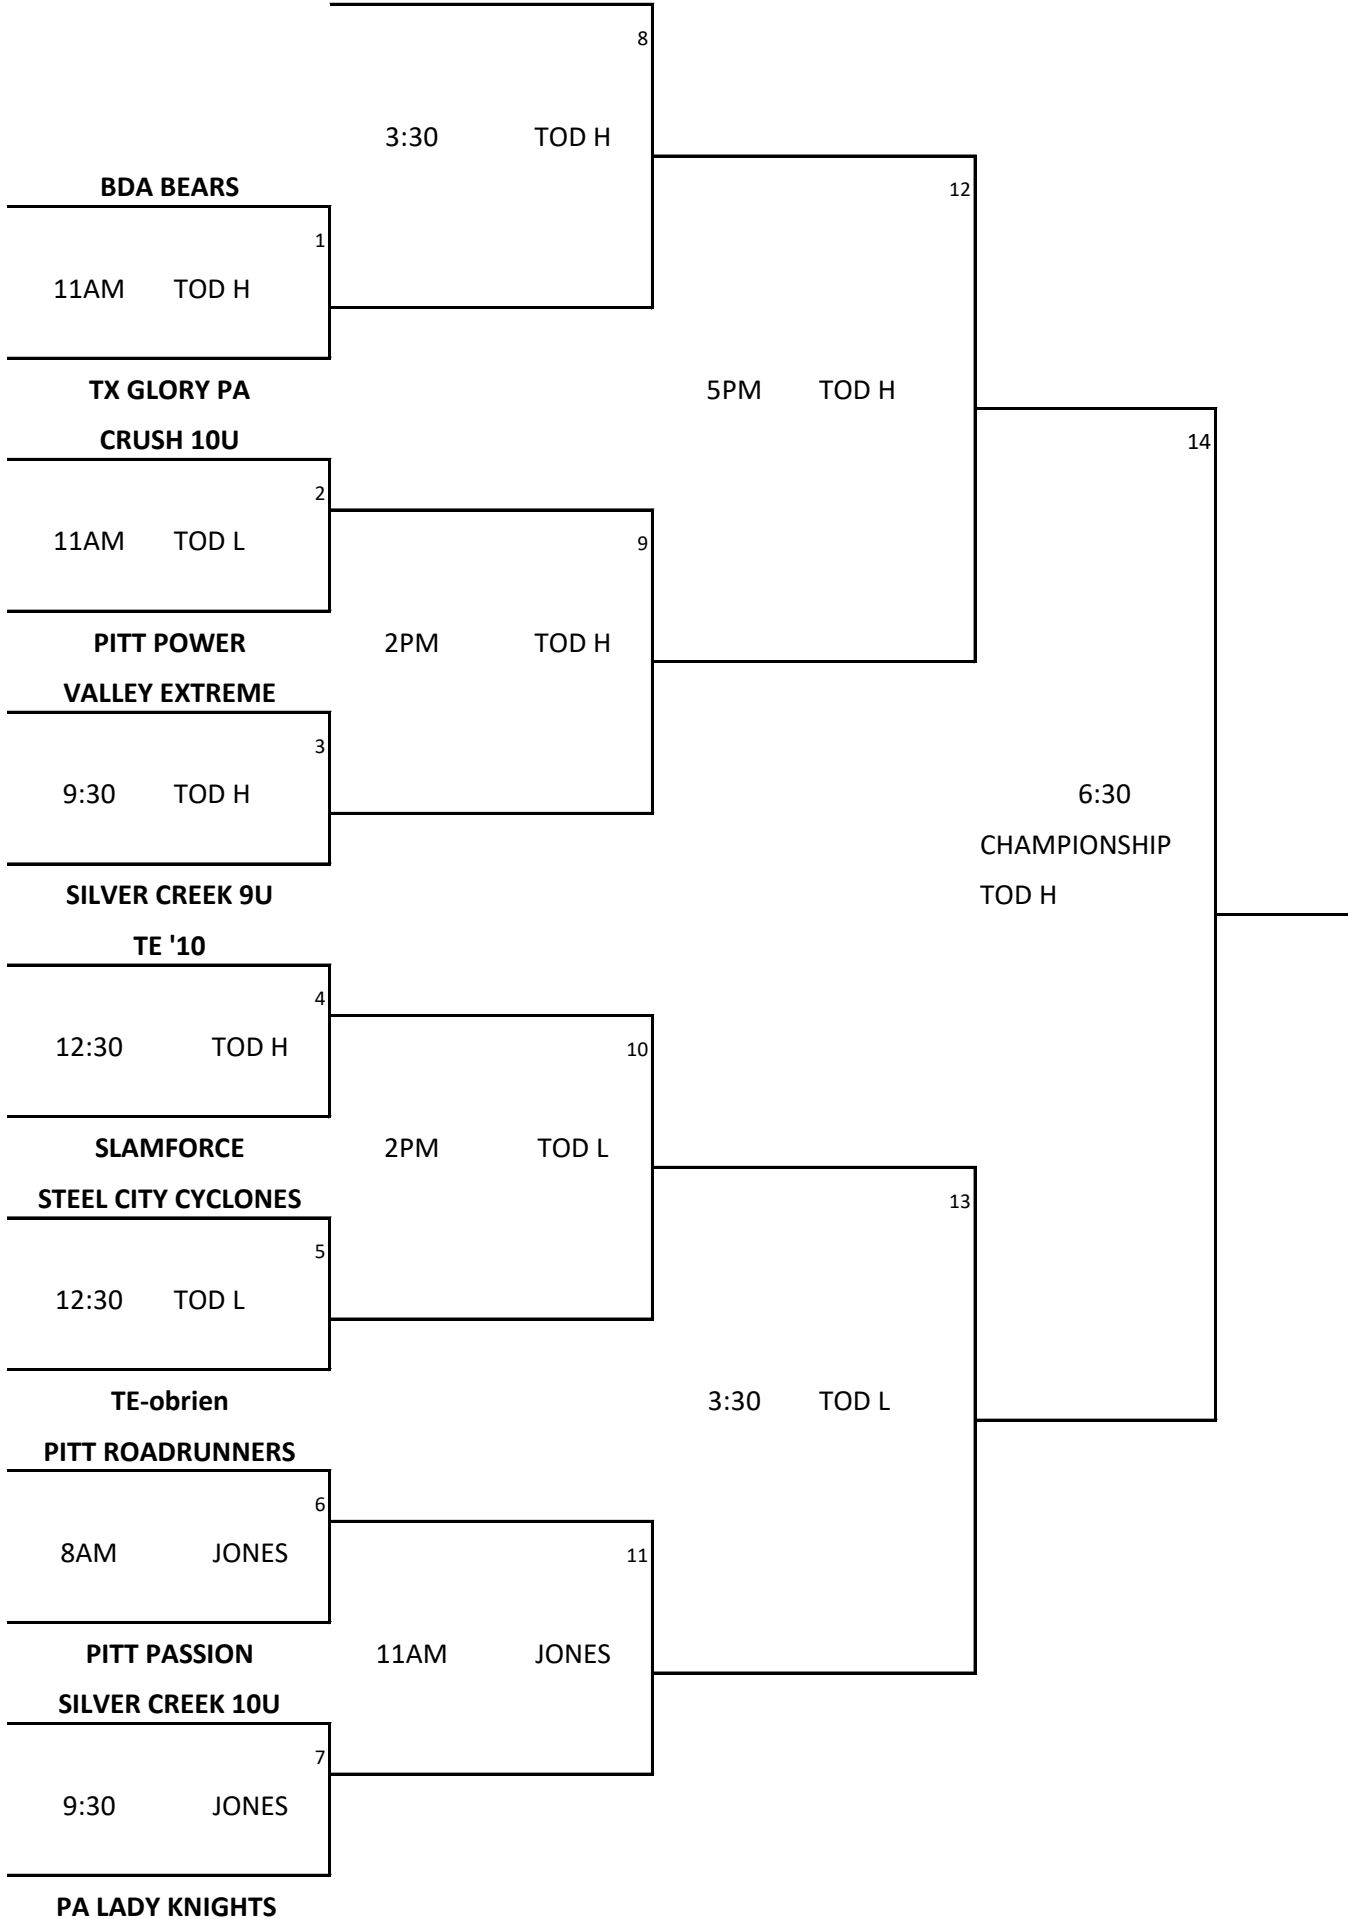 8
3:30 TOD H
BDA BEARS
12
1
11AM TOD H
TX GLORY PA
5PM TOD H
CRUSH 10U
14
2
11AM TOD L
9
PITT POWER
2PM TOD H
VALLEY EXTREME
3
9:30 TOD H
6:30
CHAMPIONSHIP
TOD H
SILVER CREEK 9U
TE '10
4
12:30 TOD H
10
SLAMFORCE
2PM TOD L
STEEL CITY CYCLONES
13
5
12:30 TOD L
TE-obrien
3:30 TOD L
PITT ROADRUNNERS
6
8AM JONES
11
PITT PASSION
11AM JONES
SILVER CREEK 10U
7
9:30 JONES
PA LADY KNIGHTS